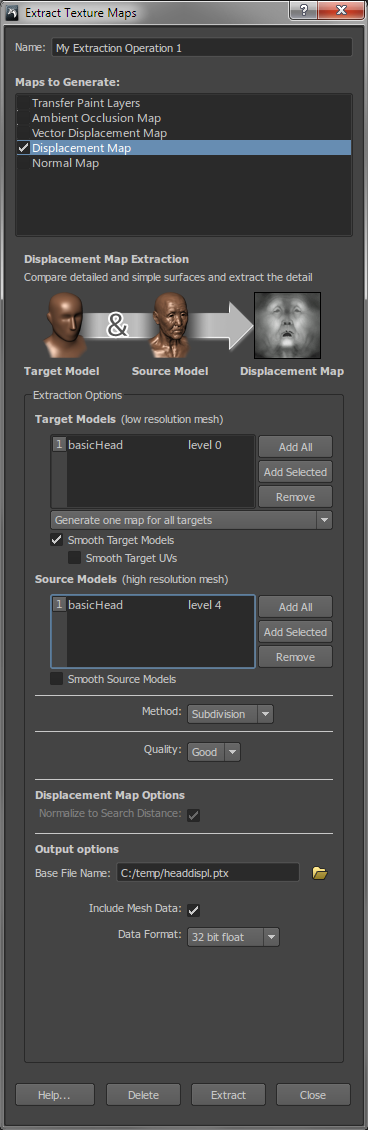 Extract Texture Maps
Name: My Extraction Operation 1
Maps to Generate:
Transfer Paint Layers
Ambient Occlusion Map
Vector Displacement Map
Displacement Map
Normal Map
Displacement Map Extraction
Compare detailed and simple surfaces and extract the detail
&
Target Model Source Model Displacement Map
Extraction Options
Target Models (low resolution mesh)
1 basicHead level 0
Add All
Add Selected
Remove
Generate one map for all targets
Smooth Target Models
Smooth Target UVs
Source Models (high resolution mesh)
1 basicHead level 4
Add All
Add Selected
Remove
Smooth Source Models
Method: Subdivision
Quality: Good
Displacement Map Options
Normalize to Search Distance:
Output options
Base File Name: C:/temp/headdispl.ptx
Include Mesh Data:
Data Format: 32 bit float
Help... Delete Extract Close